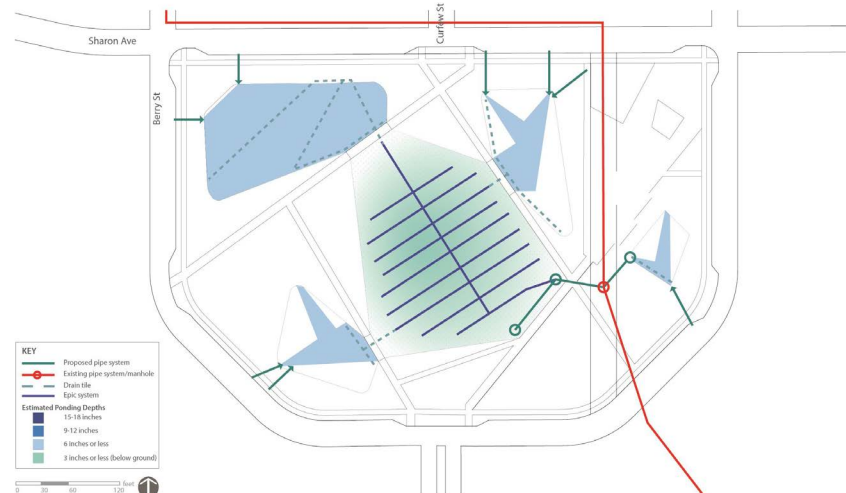 Curfew St
Sharon Ave
Berry St
KEY
Proposed pipe system
Existing pipe system/manhole
Drain tile
Epic system
Estimated Ponding Depths
15-18 inches
9-12 inches
6 inches or less
3 inches or less (below ground)
feet
0 30 60 120